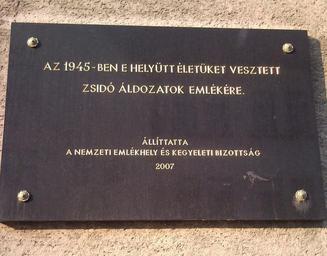 AZ 1945-BEN E HELYÜTT ÉLETÜKET VESZTETT
ZSIDÓ ÁLDOZATOK EMLÉKÉRE.
ÁLLÍTTATTA
A NEMZETI EMLÉKHELY ÉS KEGYELETI BIZOTTSÁG
2007